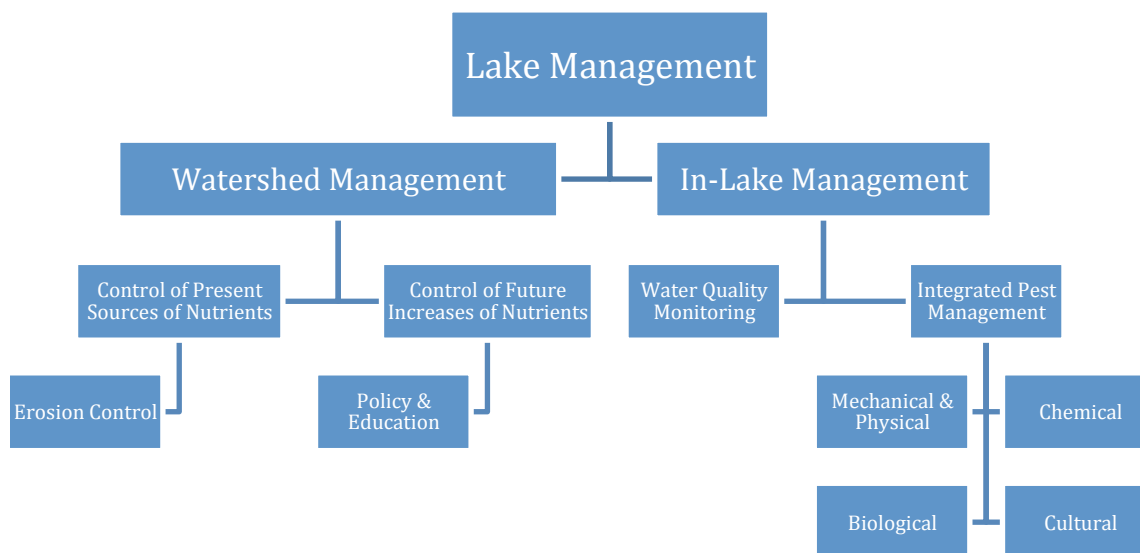 Lake Management
Watershed Management
In-Lake Management
Control of Present
Sources of Nutrients
Control of Future
Increases of Nutrients
Water Quality
Monitoring
Integrated Pest
Management
Erosion Control
Policy &
Education
Mechanical &
Physical
Chemical
Biological
Cultural